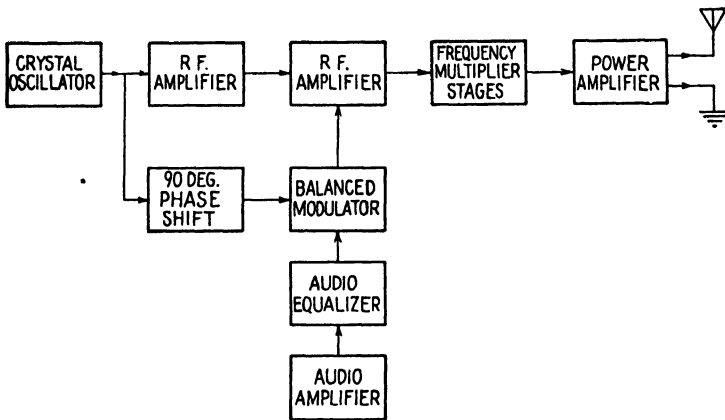 CRYSTAL
OSCILLATOR
R F.
AMPLIFIER
R F.
AMPLIFIER
FREQUENCY
MULTIPLIER
STAGES
POWER
AMPLIFIER
90 DEG.
PHASE
SHIFT
BALANCED
MODULATOR
AUDIO
EQUALIZER
AUDIO
AMPLIFIER